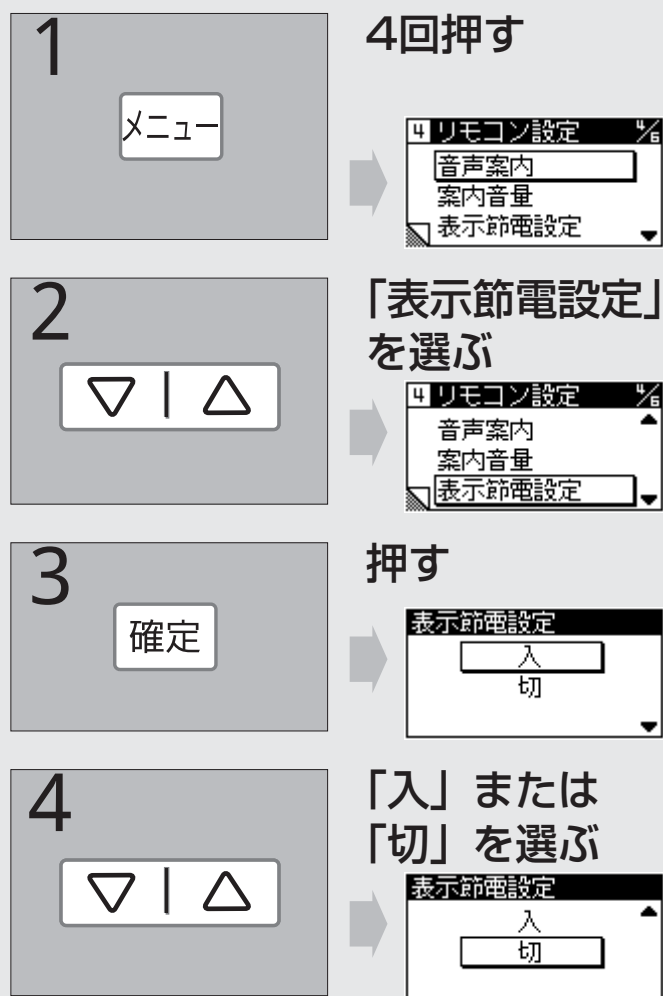 1
メニュー
4回押す
4 リモコン設定 4/6
音声案内
案内音量
表示節電設定
2
「表示節電設定」
を選ぶ
4 リモコン設定 4/6
音声案内
案内音量
表示節電設定
3
確定
押す
表示節電設定
入
切
4
「入」または
「切」を選ぶ
表示節電設定
入
切